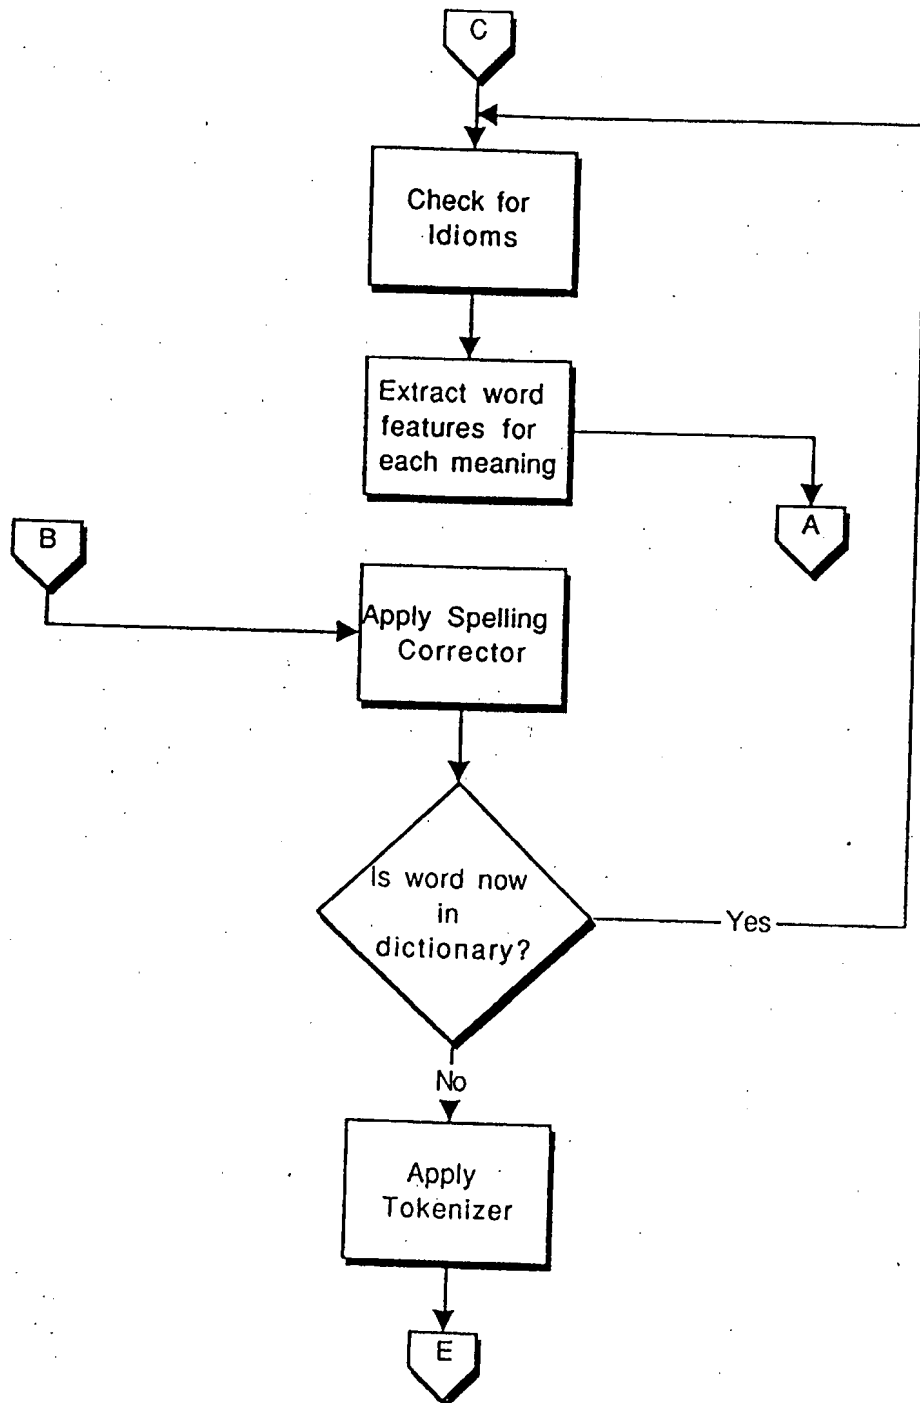 C
Check for
Idioms
Extract word
features for
each meaning
A
B
Apply Spelling
Corrector
Is word now
in
dictionary?
Yes
No
Apply
Tokenizer
E